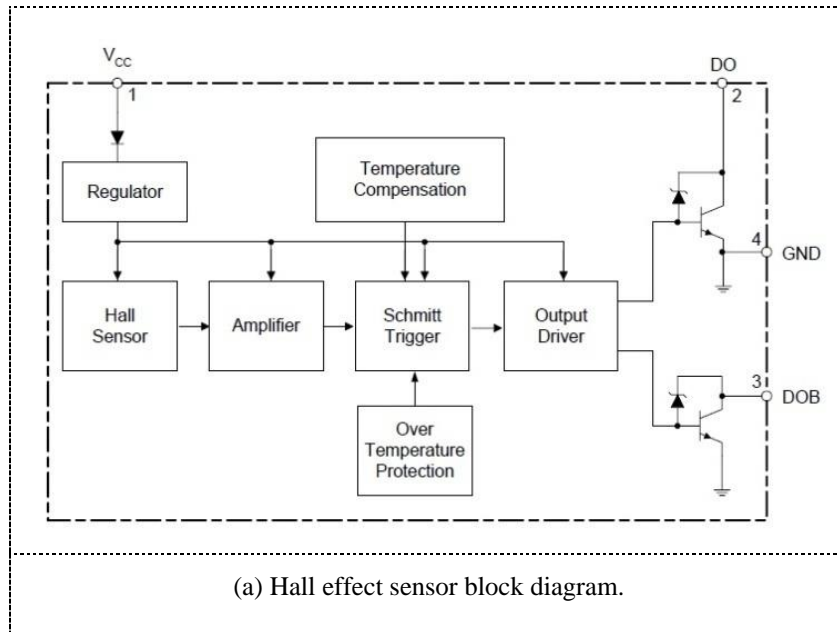 V_CC
1
DO
2
Regulator
Temperature
Compensation
4
GND
Hall
Sensor
Amplifier
Schmitt
Trigger
Output
Driver
3
DOB
Over
Temperature
Protection
(a) Hall effect sensor block diagram.